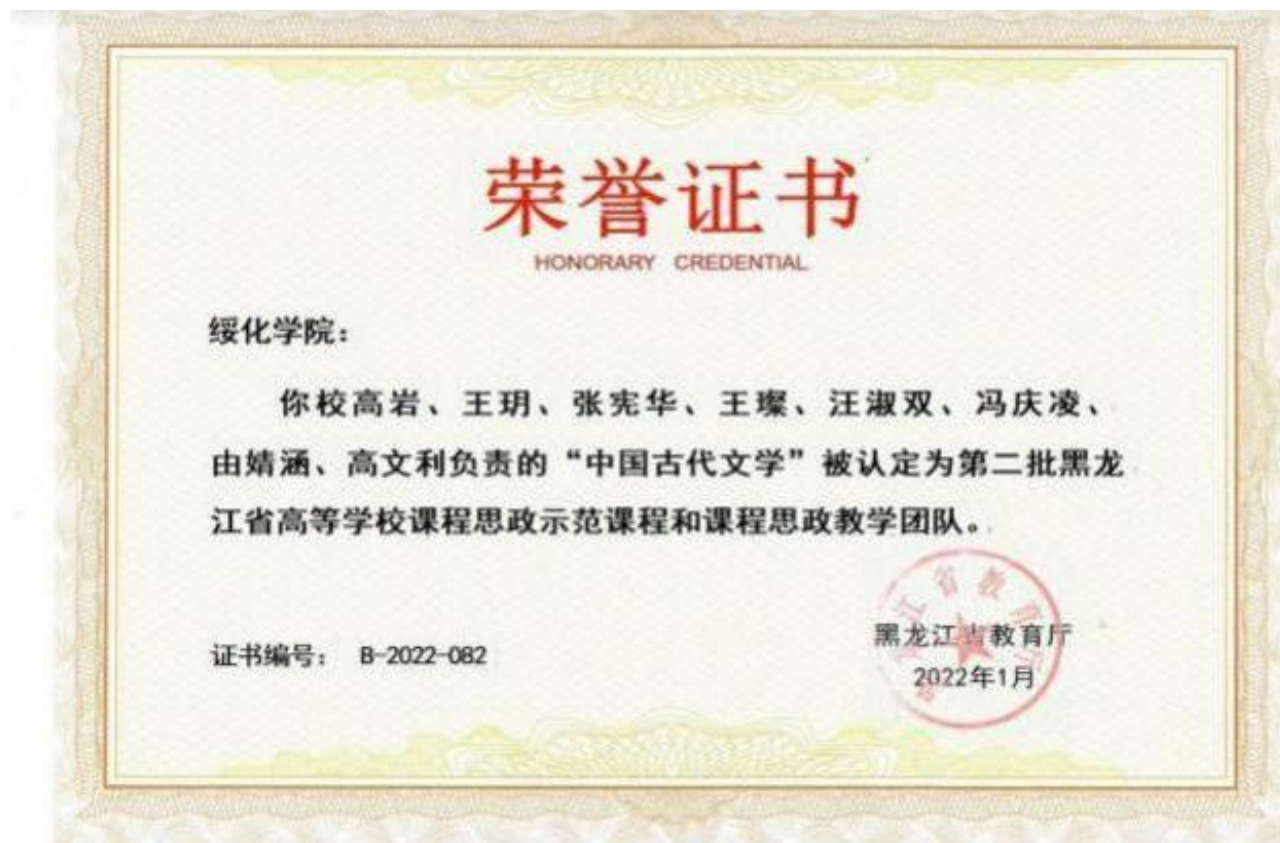 荣誉证书
HONORARY CREDENTIAL
绥化学院：
你校高岩、王玥、张宪华、王璨、汪淑双、冯庆凌、
由婧涵、高文利负责的“中国古代文学”被认定为第二批黑龙
江省高等学校课程思政示范课程和课程思政教学团队。
证书编号： B-2022-082
黑龙江省教育厅
2022年1月